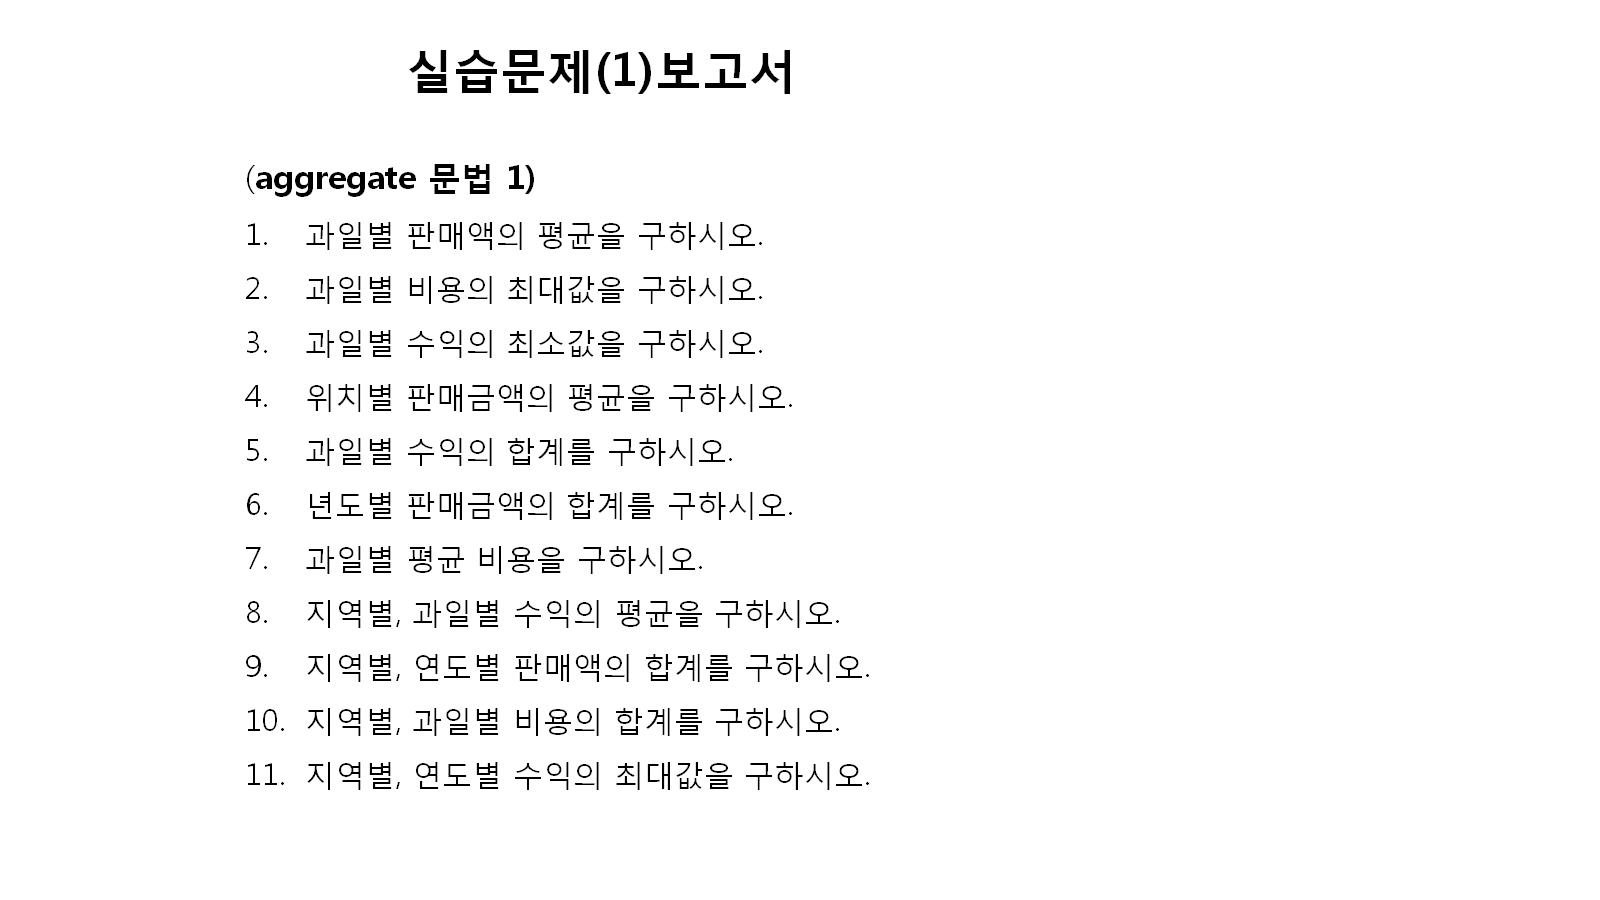 실습문제(1)보고서
(aggregate 문법 1)
1. 과일별 판매액의 평균을 구하시오.
2. 과일별 비용의 최대값을 구하시오.
3. 과일별 수익의 최소값을 구하시오.
4. 위치별 판매금액의 평균을 구하시오.
5. 과일별 수익의 합계를 구하시오.
6. 년도별 판매금액의 합계를 구하시오.
7. 과일별 평균 비용을 구하시오.
8. 지역별, 과일별 수익의 평균을 구하시오.
9. 지역별, 연도별 판매액의 합계를 구하시오.
10. 지역별, 과일별 비용의 합계를 구하시오.
11. 지역별, 연도별 수익의 최대값을 구하시오.